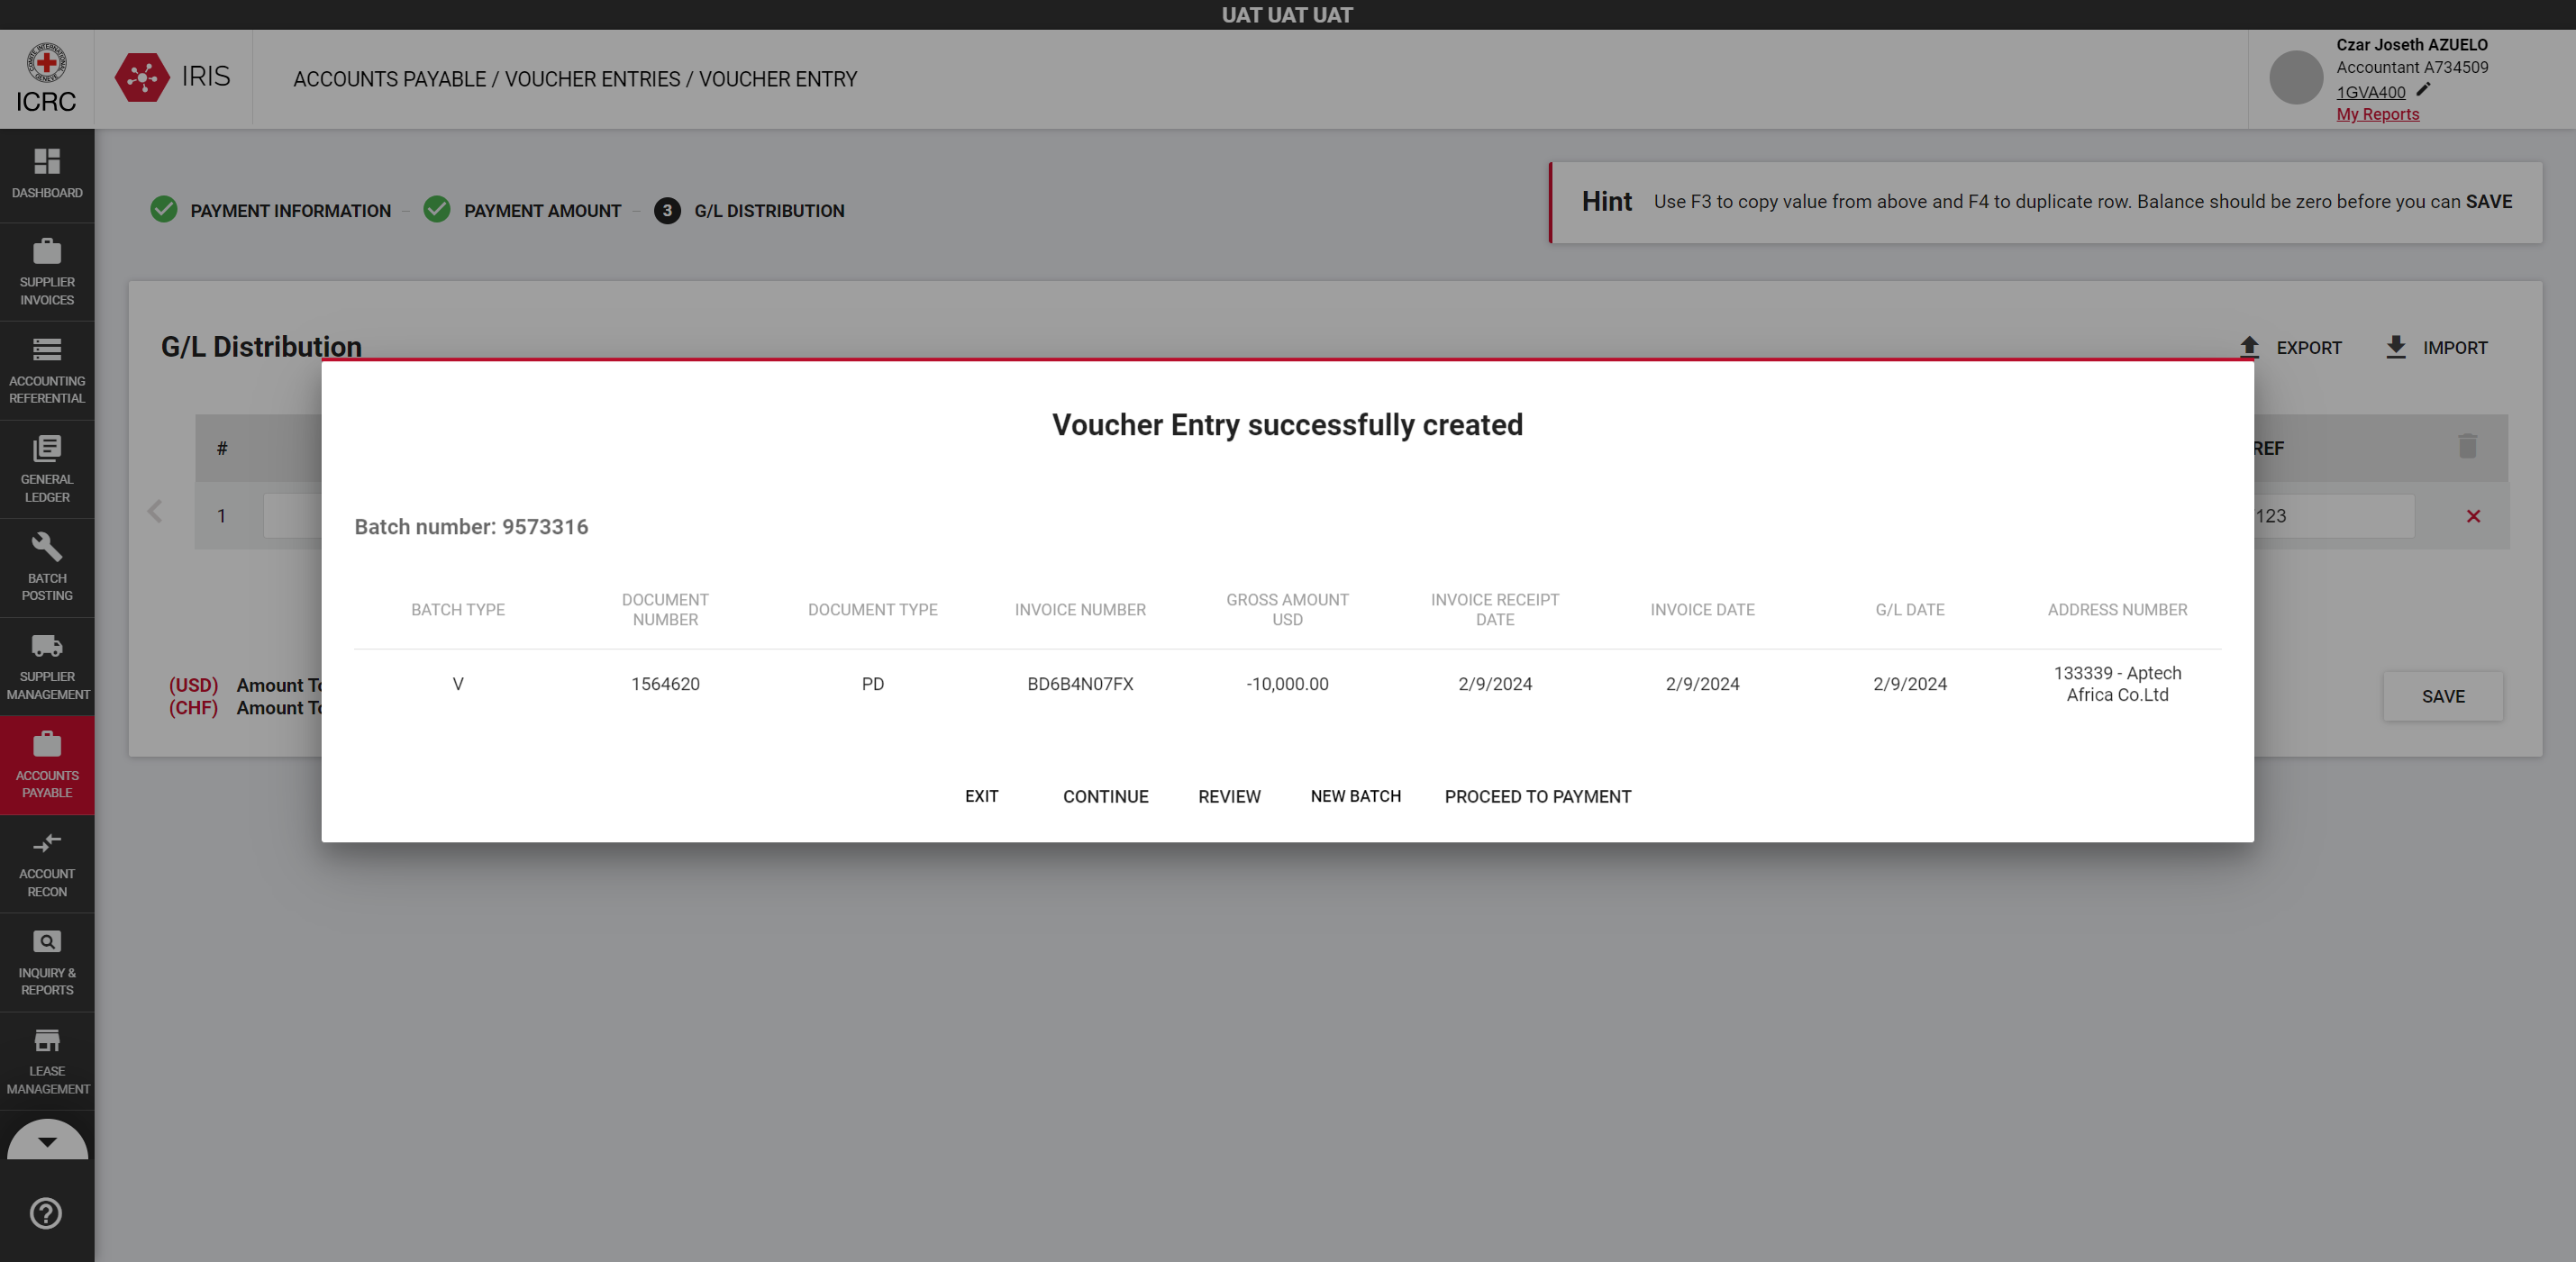 UAT UAT UAT
COMITE INTERNATIONAL GENEVE
ICRC
IRIS
ACCOUNTS PAYABLE / VOUCHER ENTRIES / VOUCHER ENTRY
Czar Joseth AZUELO
Accountant A734509
1GVA400
My Reports
DASHBOARD
SUPPLIER
INVOICES
ACCOUNTING
REFERENTIAL
GENERAL
LEDGER
BATCH
POSTING
SUPPLIER
MANAGEMENT
ACCOUNTS
PAYABLE
ACCOUNT
RECON
INQUIRY &
REPORTS
LEASE
MANAGEMENT
PAYMENT INFORMATION
PAYMENT AMOUNT
3 G/L DISTRIBUTION
Hint Use F3 to copy value from above and F4 to duplicate row. Balance should be zero before you can SAVE
G/L Distribution
EXPORT
IMPORT
#
REF
1
123
(USD) Amount To
(CHF) Amount To
SAVE
Voucher Entry successfully created
Batch number: 9573316
BATCH TYPE
DOCUMENT
NUMBER
DOCUMENT TYPE
INVOICE NUMBER
GROSS AMOUNT
USD
INVOICE RECEIPT
DATE
INVOICE DATE
G/L DATE
ADDRESS NUMBER
V
1564620
PD
BD6B4N07FX
-10,000.00
2/9/2024
2/9/2024
2/9/2024
133339 - Aptech
Africa Co.Ltd
EXIT
CONTINUE
REVIEW
NEW BATCH
PROCEED TO PAYMENT